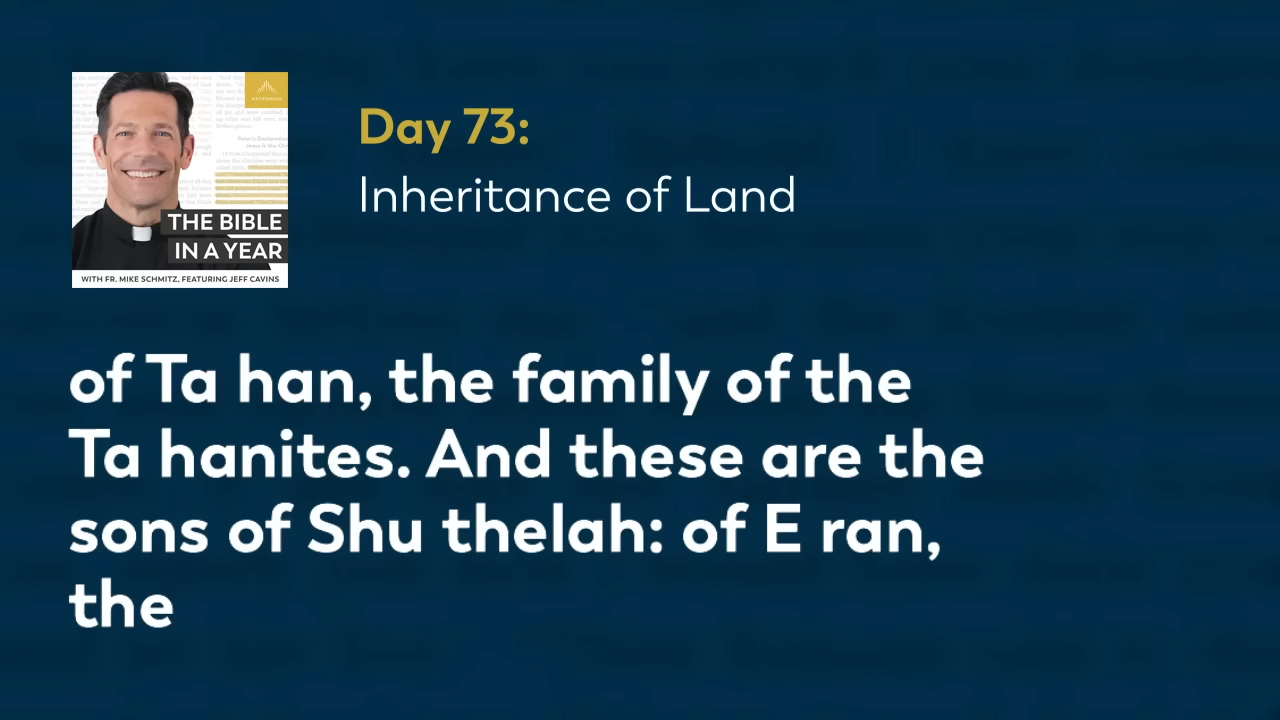 Day 73:
Inheritance of Land
THE BIBLE
IN A YEAR
WITH FR. MIKE SCHMITZ, FEATURING JEFF CAVINS
of Ta han, the family of the
Ta hanites. And these are the
sons of Shu thelah: of E ran,
the